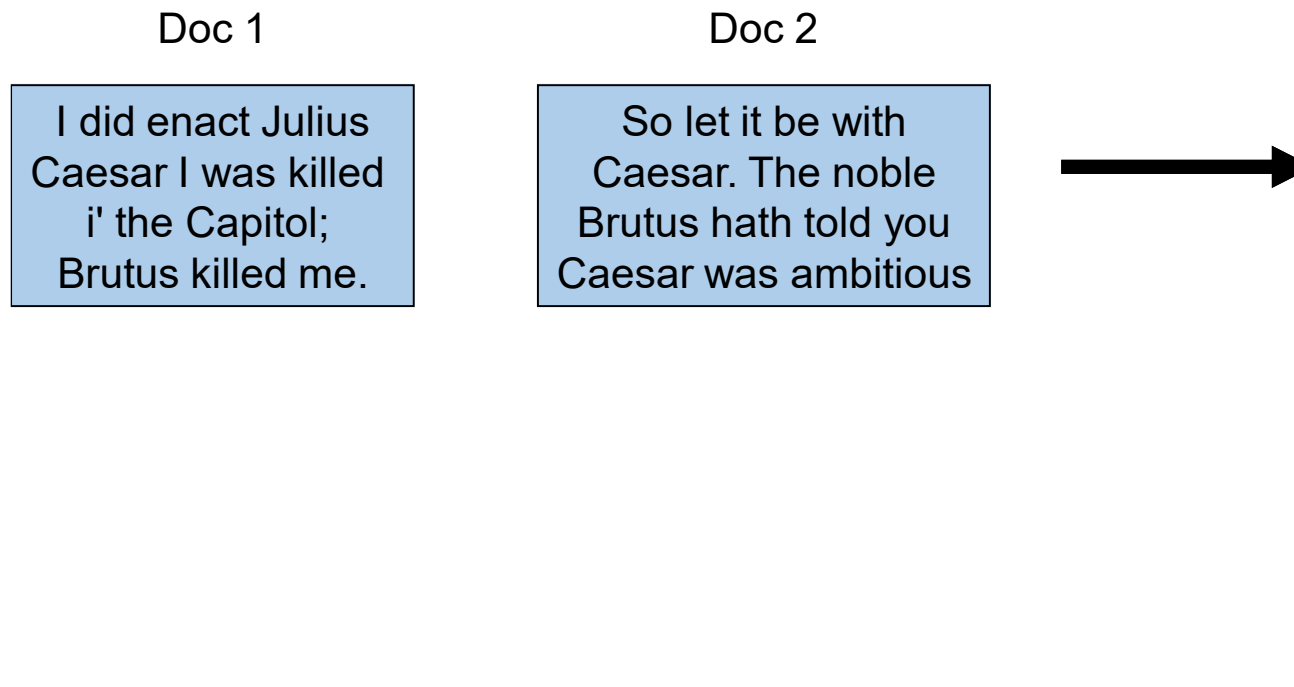 Doc 1
I did enact Julius
Caesar I was killed
i' the Capitol;
Brutus killed me.
Doc 2
So let it be with
Caesar. The noble
Brutus hath told you
Caesar was ambitious